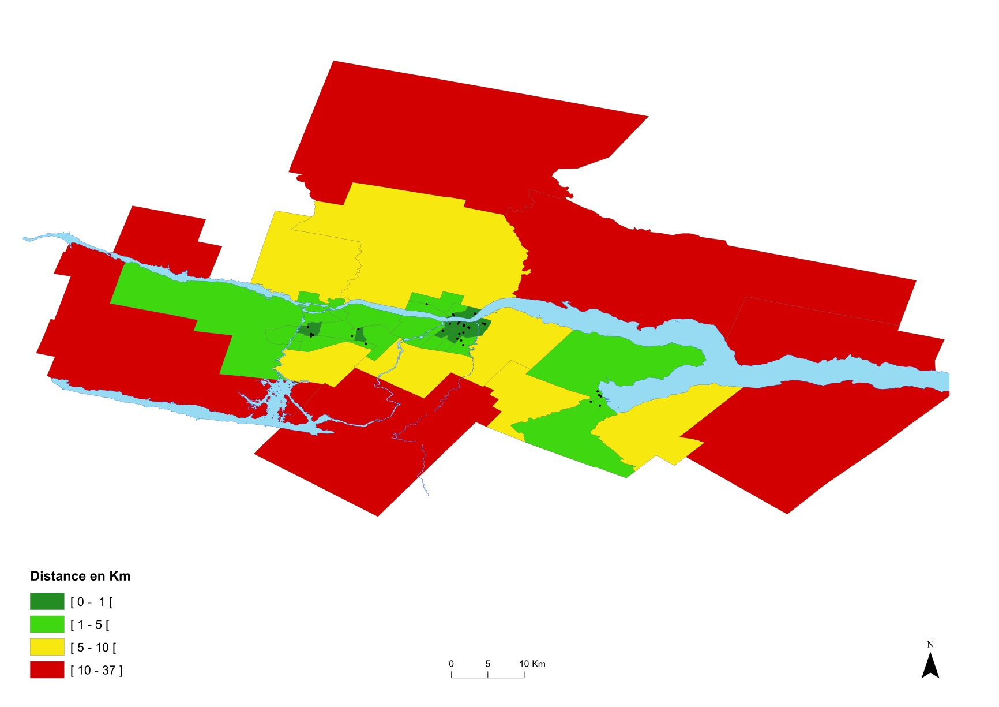 Distance en Km
[ 0 -  1 [
[ 1 - 5 [
[ 5 - 10 [
[ 10 - 37 ]
0 5 10 Km
N